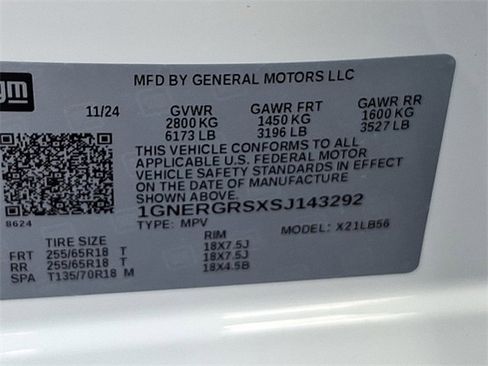 gm
MFD BY GENERAL MOTORS LLC
11/24 GVWR GAWR FRT GAWR RR
2800 KG 1450 KG 1600 KG
6173 LB 3196 LB 3527 LB
THIS VEHICLE CONFORMS TO ALL
APPLICABLE U.S. FEDERAL MOTOR
VEHICLE SAFETY STANDARDS IN EFFECT
ON THE DATE OF MANUFACTURE
SHOWN ABOVE.
1GNERGRSXSJ143292
8624 TYPE: MPV MODEL: X21LB56
TIRE SIZE RIM
FRT 255/65R18 T 18X7.5J
RR 255/65R18 T 18X7.5J
SPA T135/70R18 M 18X4.5B